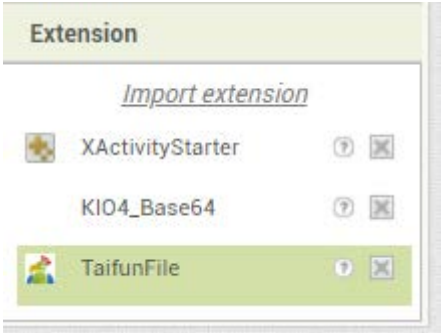 Extension
Import extension
XActivityStarter
KIO4_Base64
TaifunFile